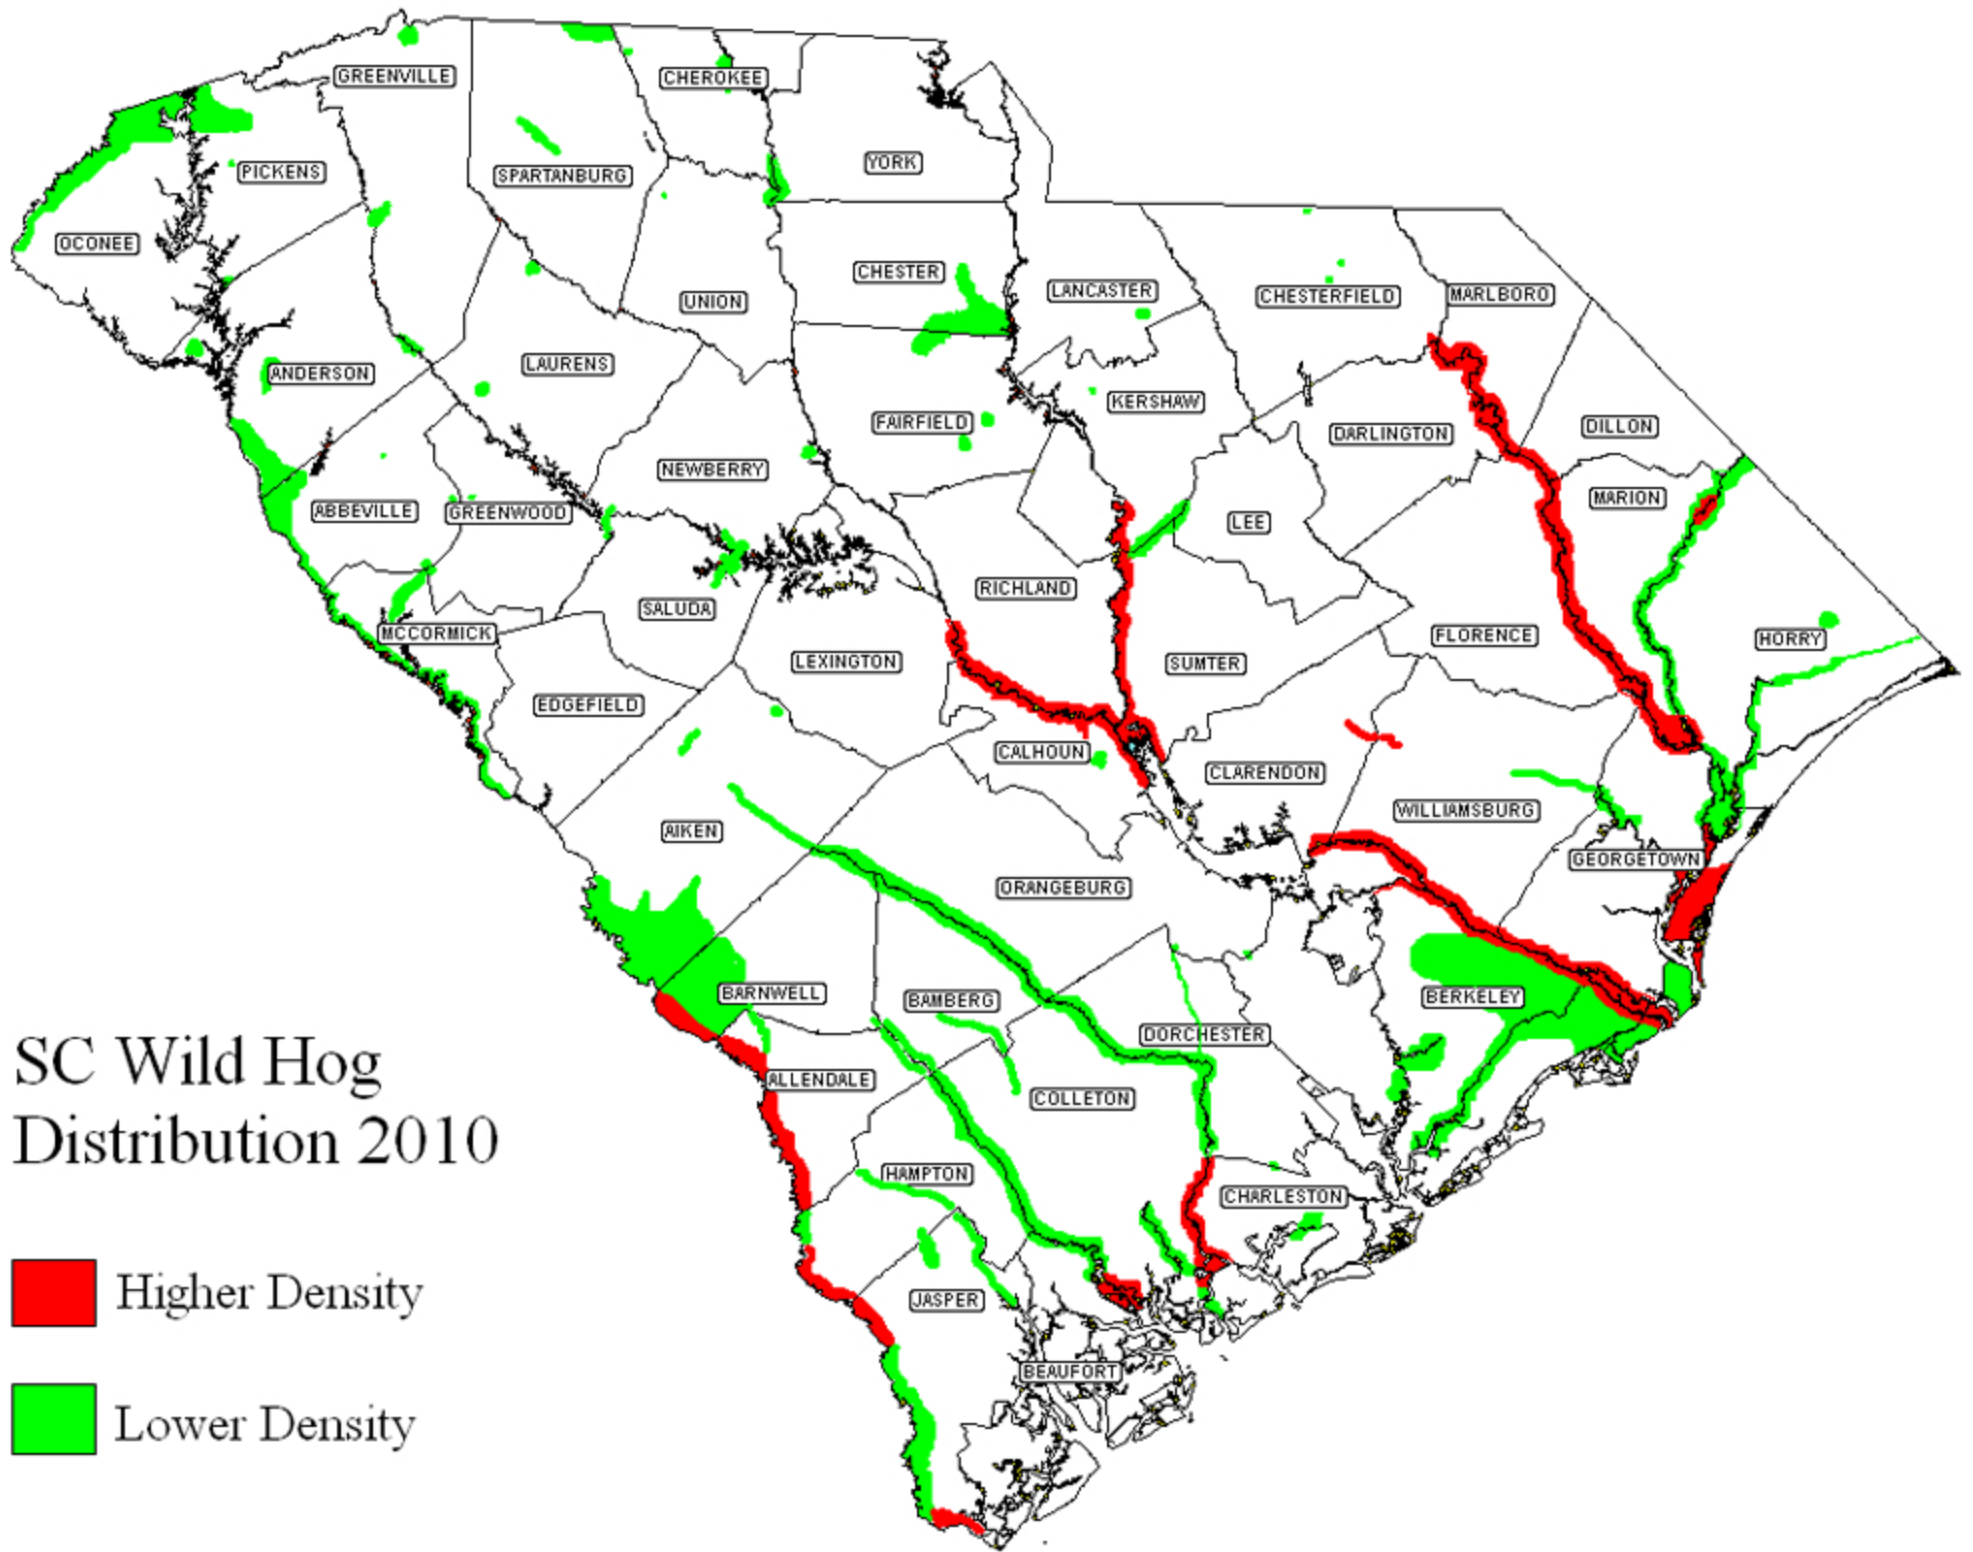 GREENVILLE
CHEROKEE
SPARTANBURG
YORK
PICKENS
OCONEE
UNION
CHESTER
LANCASTER
CHESTERFIELD
MARLBORO
ANDERSON
LAURENS
FAIRFIELD
KERSHAW
DARLINGTON
DILLON
NEWBERRY
MARION
ABBEVILLE
GREENWOOD
LEE
RICHLAND
SALUDA
MCCORMICK
FLORENCE
HORRY
LEXINGTON
SUMTER
EDGEFIELD
CALHOUN
CLARENDON
WILLIAMSBURG
AIKEN
GEORGETOWN
ORANGEBURG
BARNWELL
BAMBERG
BERKELEY
DORCHESTER
ALLENDALE
COLLETON
HAMPTON
CHARLESTON
JASPER
BEAUFORT
SC Wild Hog
Distribution 2010
Higher Density
Lower Density